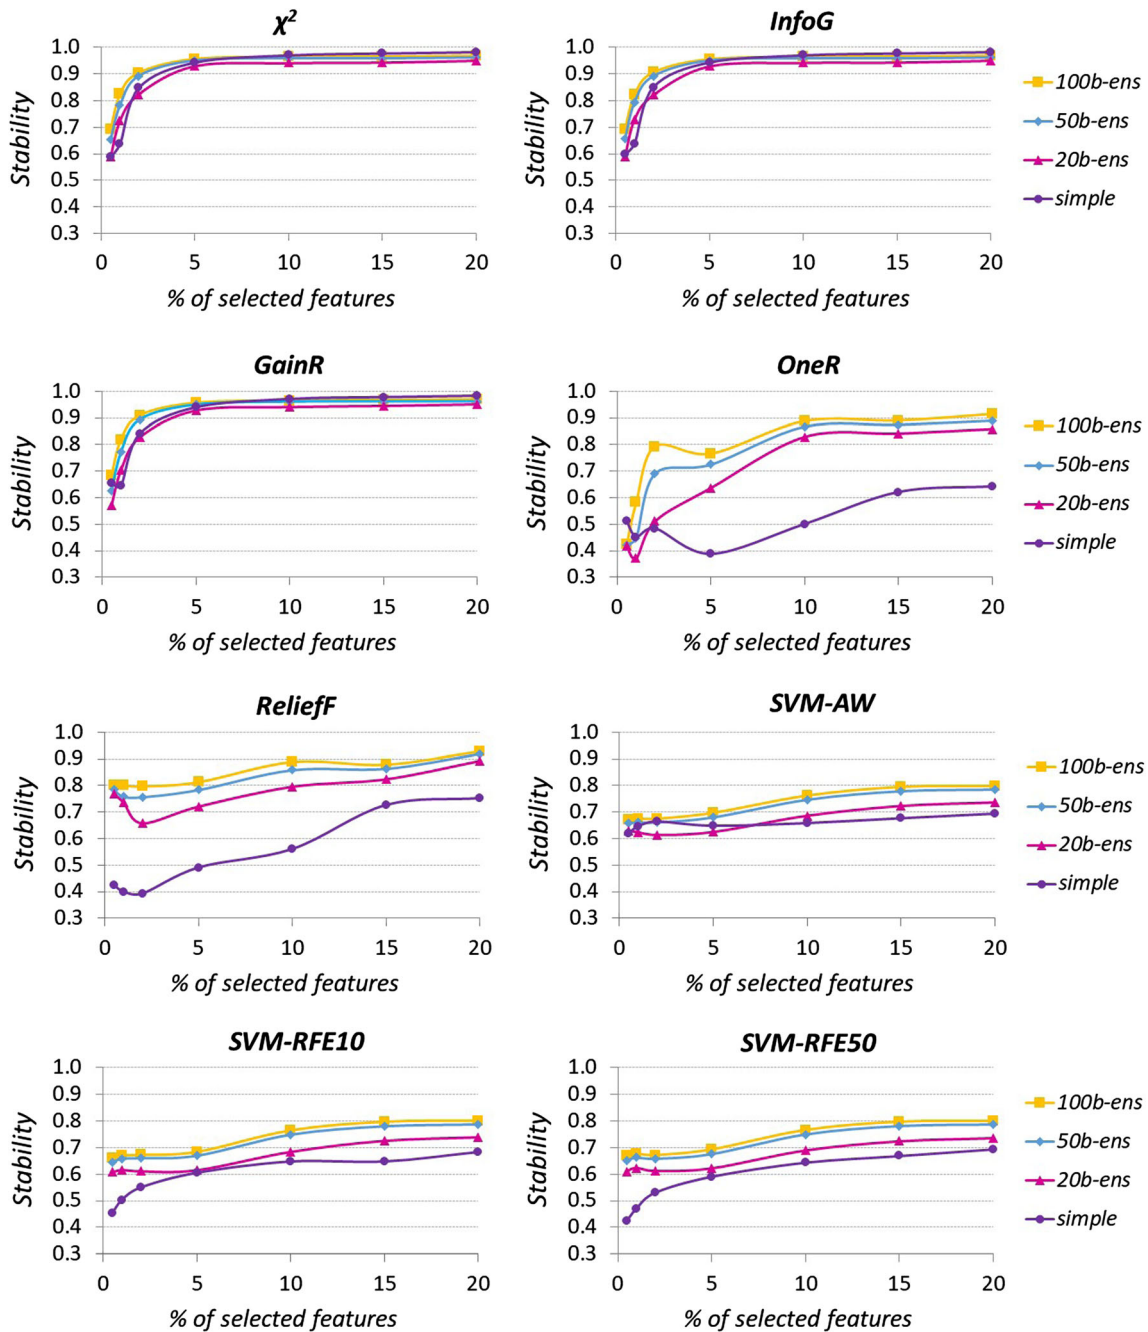 χ²
1.0
0.9
0.8
0.7
0.6
0.5
0.4
0.3
Stability
0 5 10 15 20
% of selected features
InfoG
1.0
0.9
0.8
0.7
0.6
0.5
0.4
0.3
Stability
0 5 10 15 20
% of selected features
100b-ens
50b-ens
20b-ens
simple
GainR
1.0
0.9
0.8
0.7
0.6
0.5
0.4
0.3
Stability
0 5 10 15 20
% of selected features
OneR
1.0
0.9
0.8
0.7
0.6
0.5
0.4
0.3
Stability
0 5 10 15 20
% of selected features
100b-ens
50b-ens
20b-ens
simple
ReliefF
1.0
0.9
0.8
0.7
0.6
0.5
0.4
0.3
Stability
0 5 10 15 20
% of selected features
SVM-AW
1.0
0.9
0.8
0.7
0.6
0.5
0.4
0.3
Stability
0 5 10 15 20
% of selected features
100b-ens
50b-ens
20b-ens
simple
SVM-RFE10
1.0
0.9
0.8
0.7
0.6
0.5
0.4
0.3
Stability
0 5 10 15 20
% of selected features
SVM-RFE50
1.0
0.9
0.8
0.7
0.6
0.5
0.4
0.3
Stability
0 5 10 15 20
% of selected features
100b-ens
50b-ens
20b-ens
simple